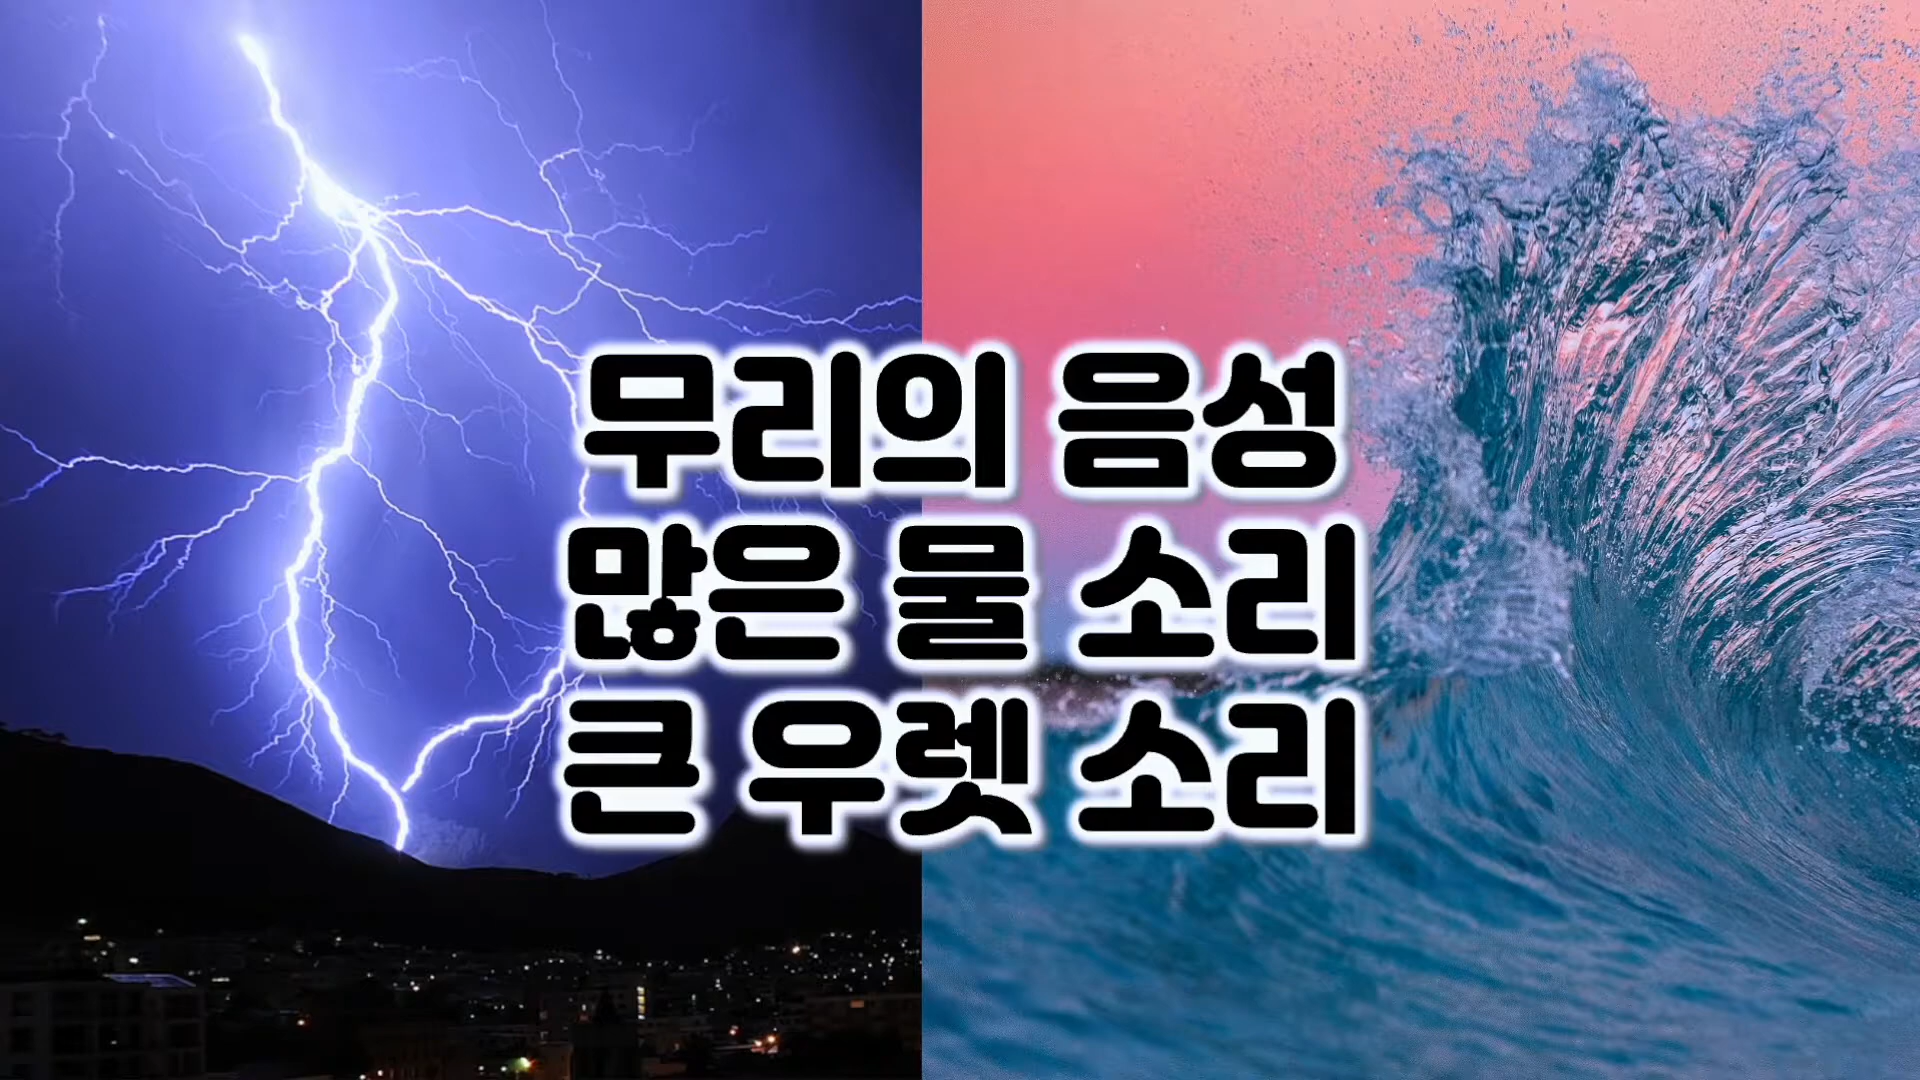 무리의 음성
많은 물 소리
큰 우렛 소리